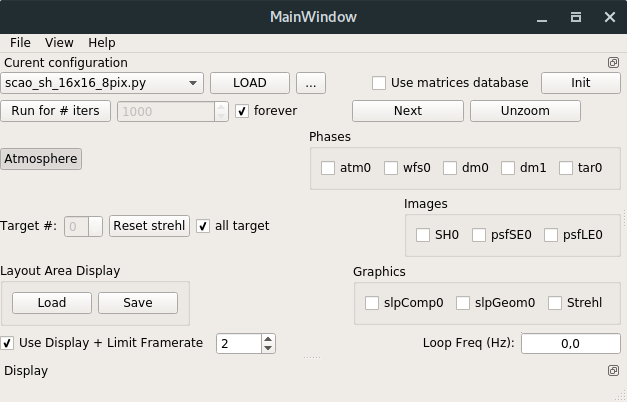 MainWindow
File View Help
Curent configuration
scao_sh_16x16_8pix.py LOAD ... Use matrices database Init
Run for # iters 1000 forever Next Unzoom
Phases
Atmosphere atm0 wfs0 dm0 dm1 tar0
Images
Target #: 0 Reset strehl all target SH0 psfSE0 psfLE0
Layout Area Display Graphics
Load Save slpComp0 slpGeom0 Strehl
Use Display + Limit Framerate 2 Loop Freq (Hz): 0,0
Display